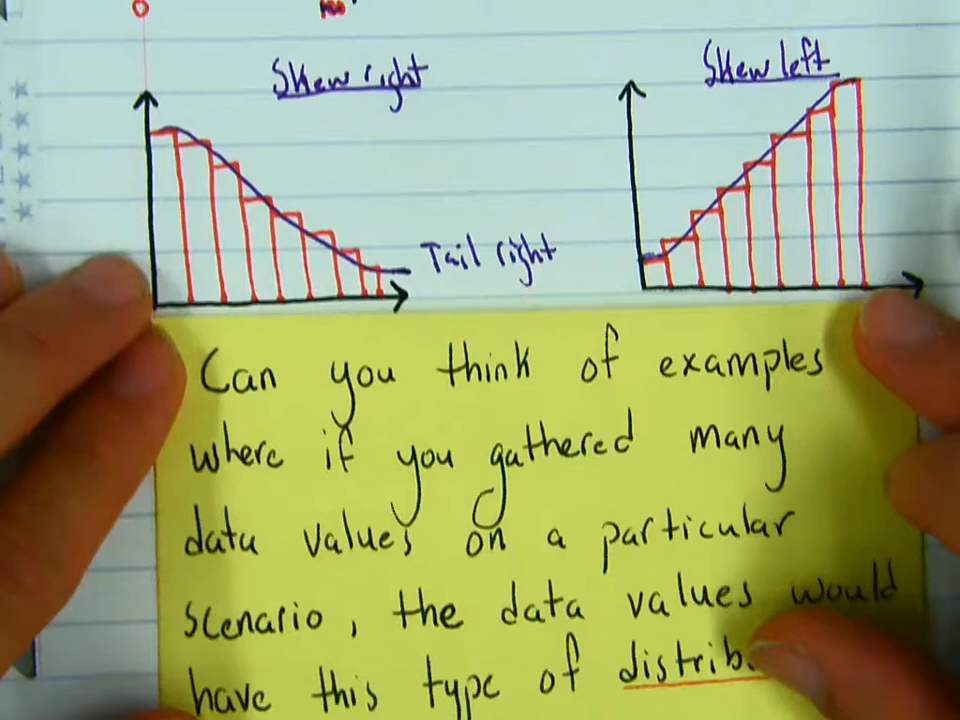 0
Skew right
Skew left
Tail right
Can you think of examples
where if you gathered many
data values on a particular
scenario, the data values would
have this type of